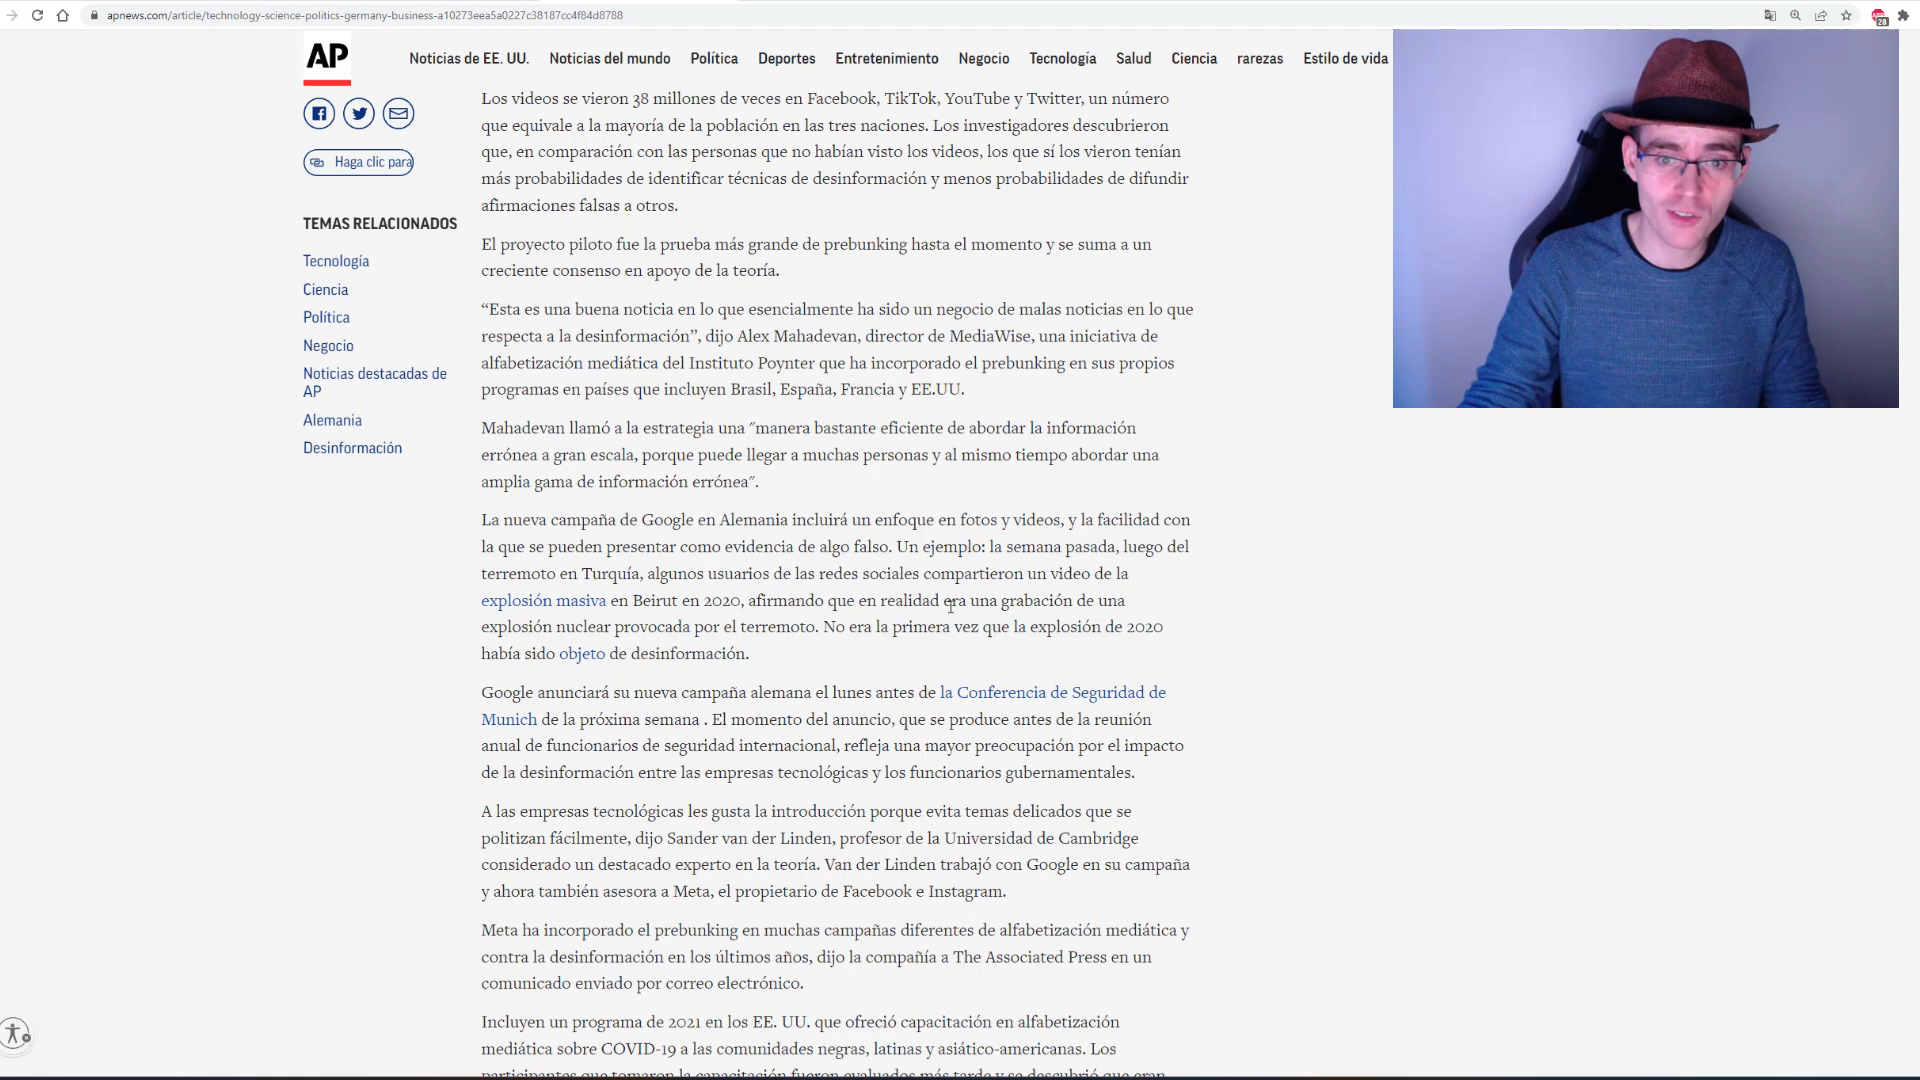 apnews.com/article/technology-science-politics-germany-business-a10273eea5a0227c38187cc4f84d8788
28
AP
Noticias de EE. UU. Noticias del mundo Política Deportes Entretenimiento Negocio Tecnología Salud Ciencia rarezas Estilo de vida
Haga clic para
TEMAS RELACIONADOS
Tecnología
Ciencia
Política
Negocio
Noticias destacadas de
AP
Alemania
Desinformación
Los videos se vieron 38 millones de veces en Facebook, TikTok, YouTube y Twitter, un número
que equivale a la mayoría de la población en las tres naciones. Los investigadores descubrieron
que, en comparación con las personas que no habían visto los videos, los que sí los vieron tenían
más probabilidades de identificar técnicas de desinformación y menos probabilidades de difundir
afirmaciones falsas a otros.
El proyecto piloto fue la prueba más grande de prebunking hasta el momento y se suma a un
creciente consenso en apoyo de la teoría.
“Esta es una buena noticia en lo que esencialmente ha sido un negocio de malas noticias en lo que
respecta a la desinformación”, dijo Alex Mahadevan, director de MediaWise, una iniciativa de
alfabetización mediática del Instituto Poynter que ha incorporado el prebunking en sus propios
programas en países que incluyen Brasil, España, Francia y EE.UU.
Mahadevan llamó a la estrategia una "manera bastante eficiente de abordar la información
errónea a gran escala, porque puede llegar a muchas personas y al mismo tiempo abordar una
amplia gama de información errónea".
La nueva campaña de Google en Alemania incluirá un enfoque en fotos y videos, y la facilidad con
la que se pueden presentar como evidencia de algo falso. Un ejemplo: la semana pasada, luego del
terremoto en Turquía, algunos usuarios de las redes sociales compartieron un video de la
explosión masiva en Beirut en 2020, afirmando que en realidad era una grabación de una
explosión nuclear provocada por el terremoto. No era la primera vez que la explosión de 2020
había sido objeto de desinformación.
Google anunciará su nueva campaña alemana el lunes antes de la Conferencia de Seguridad de
Munich de la próxima semana . El momento del anuncio, que se produce antes de la reunión
anual de funcionarios de seguridad internacional, refleja una mayor preocupación por el impacto
de la desinformación entre las empresas tecnológicas y los funcionarios gubernamentales.
A las empresas tecnológicas les gusta la introducción porque evita temas delicados que se
politizan fácilmente, dijo Sander van der Linden, profesor de la Universidad de Cambridge
considerado un destacado experto en la teoría. Van der Linden trabajó con Google en su campaña
y ahora también asesora a Meta, el propietario de Facebook e Instagram.
Meta ha incorporado el prebunking en muchas campañas diferentes de alfabetización mediática y
contra la desinformación en los últimos años, dijo la compañía a The Associated Press en un
comunicado enviado por correo electrónico.
Incluyen un programa de 2021 en los EE. UU. que ofreció capacitación en alfabetización
mediática sobre COVID-19 a las comunidades negras, latinas y asiático-americanas. Los
participantes que tomaron la capacitación fueron evaluados más tarde y se descubrió que eran